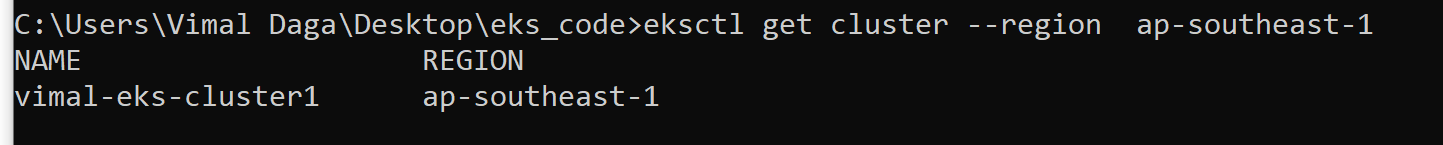 C:\Users\Vimal Daga\Desktop\eks_code>eksctl get cluster --region  ap-southeast-1
NAME                    REGION
vimal-eks-cluster1      ap-southeast-1